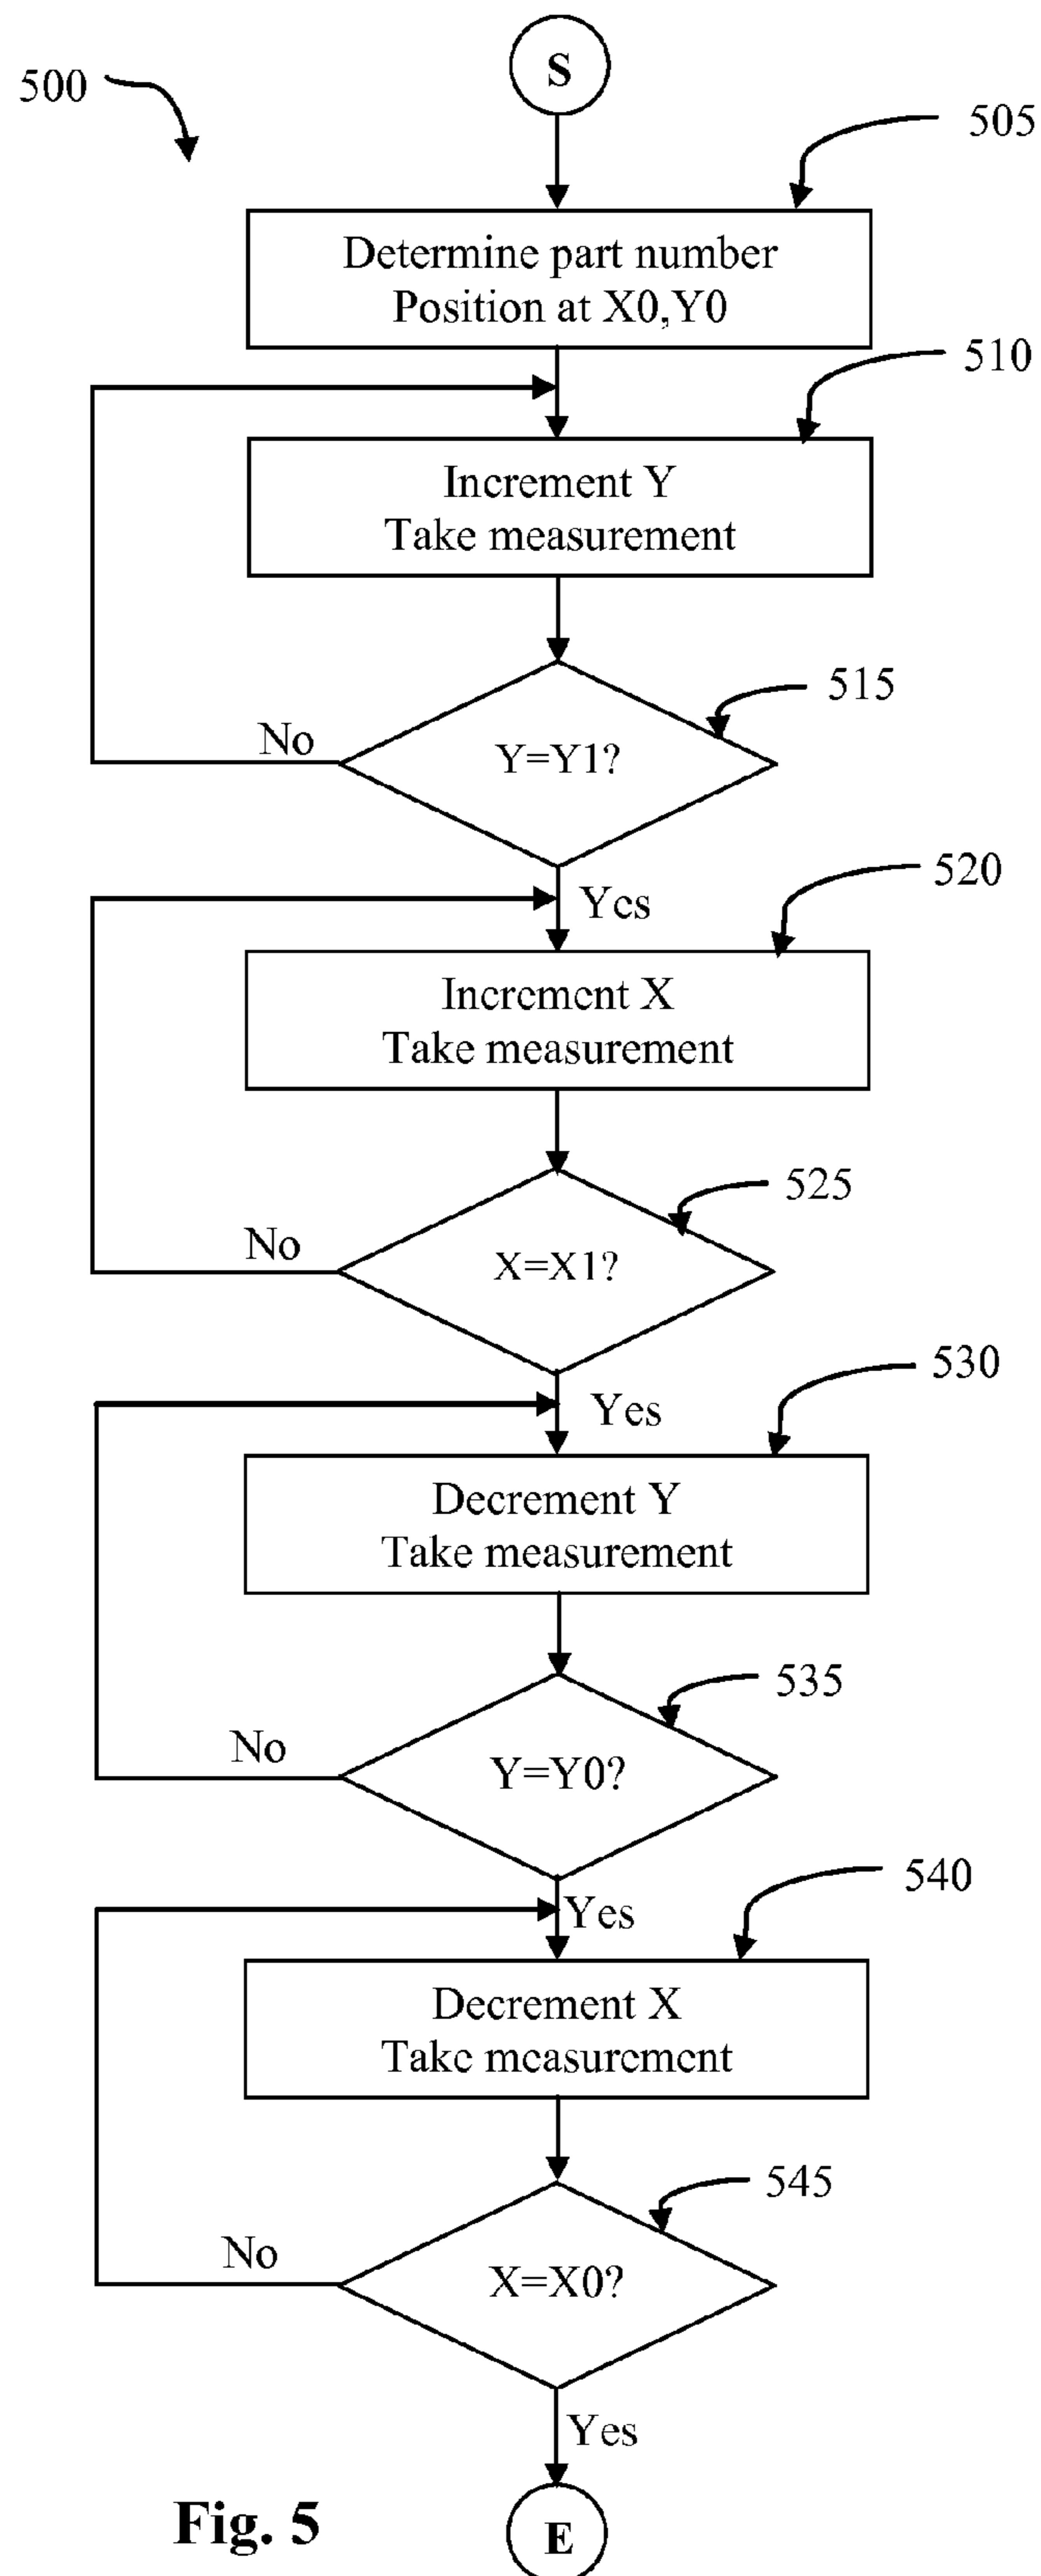 S
500
505
Determine part number
Position at X0,Y0
510
Increment Y
Take measurement
515
No
Y=Y1?
520
Yes
Increment X
Take measurement
525
No
X=X1?
530
Yes
Decrement Y
Take measurement
535
No
Y=Y0?
540
Yes
Decrement X
Take measurement
545
No
X=X0?
Yes
Fig. 5
E